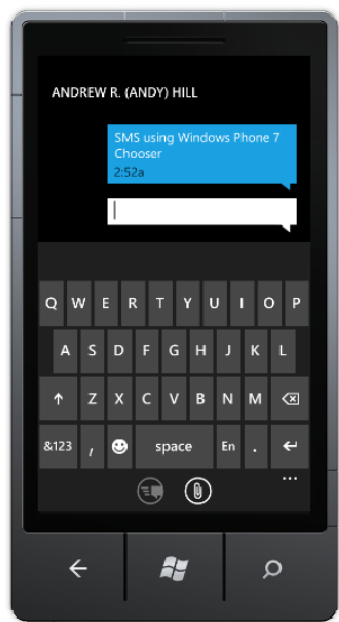 ANDREW R. (ANDY) HILL
SMS using Windows Phone 7
Chooser
2:52a
Q W E R T Y U I O P
A S D F G H J K L
Z X C V B N M
&123 , space En . 
...